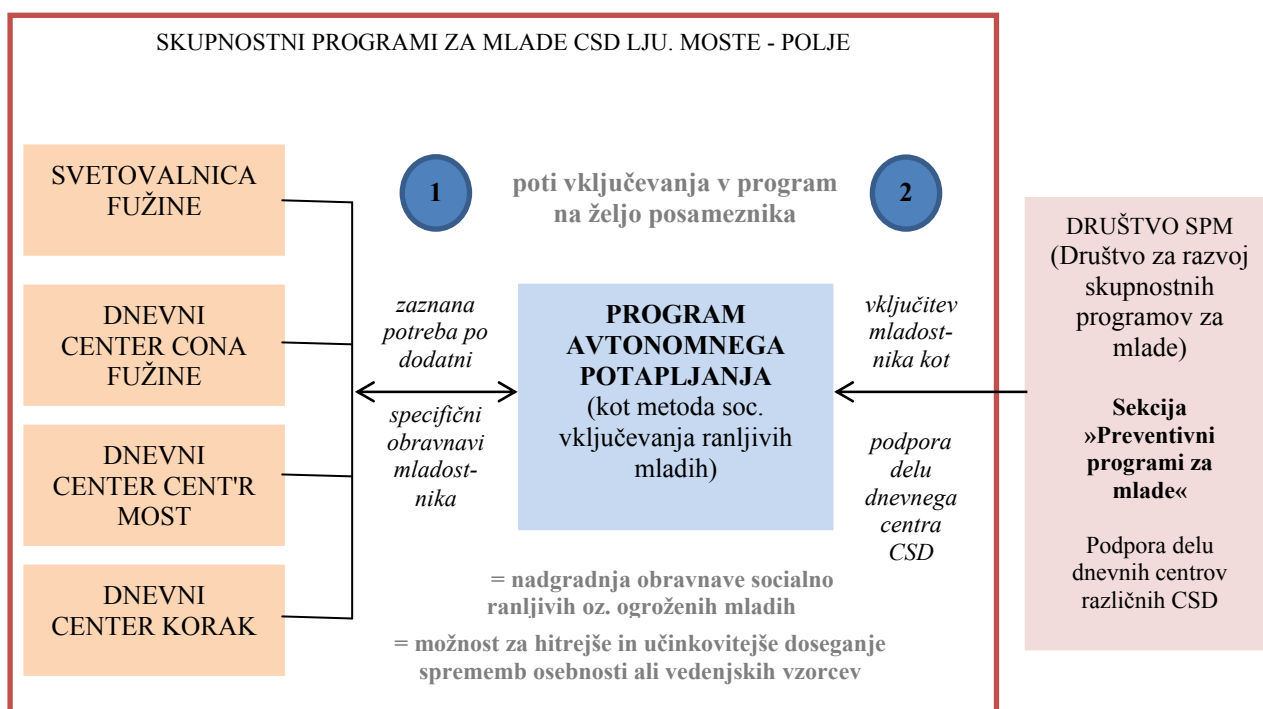 SKUPNOSTNI PROGRAMI ZA MLADE CSD LJU. MOSTE - POLJE
SVETOVALNICA
FUŽINE
DNEVNI
CENTER CONA
FUŽINE
DNEVNI
CENTER CENT'R
MOST
DNEVNI
CENTER KORAK
1
poti vključevanja v program
na željo posameznika
2
zaznana
potreba po
dodatni
specifični
obravnavi
mladost-
nika
PROGRAM
AVTONOMNEGA
POTAPLJANJA
(kot metoda soc.
vključevanja ranljivih
mladih)
vključitev
mladost-
nika kot
podpora
delu
dnevnega
centra
CSD
= nadgradnja obravnave socialno
ranljivih oz. ogroženih mladih
= možnost za hitrejše in učinkovitejše doseganje
sprememb osebnosti ali vedenjskih vzorcev
DRUŠTVO SPM
(Društvo za razvoj
skupnostnih
programov za
mlade)
Sekcija
»Preventivni
programi za
mlade«
Podpora delu
dnevnih centrov
različnih CSD